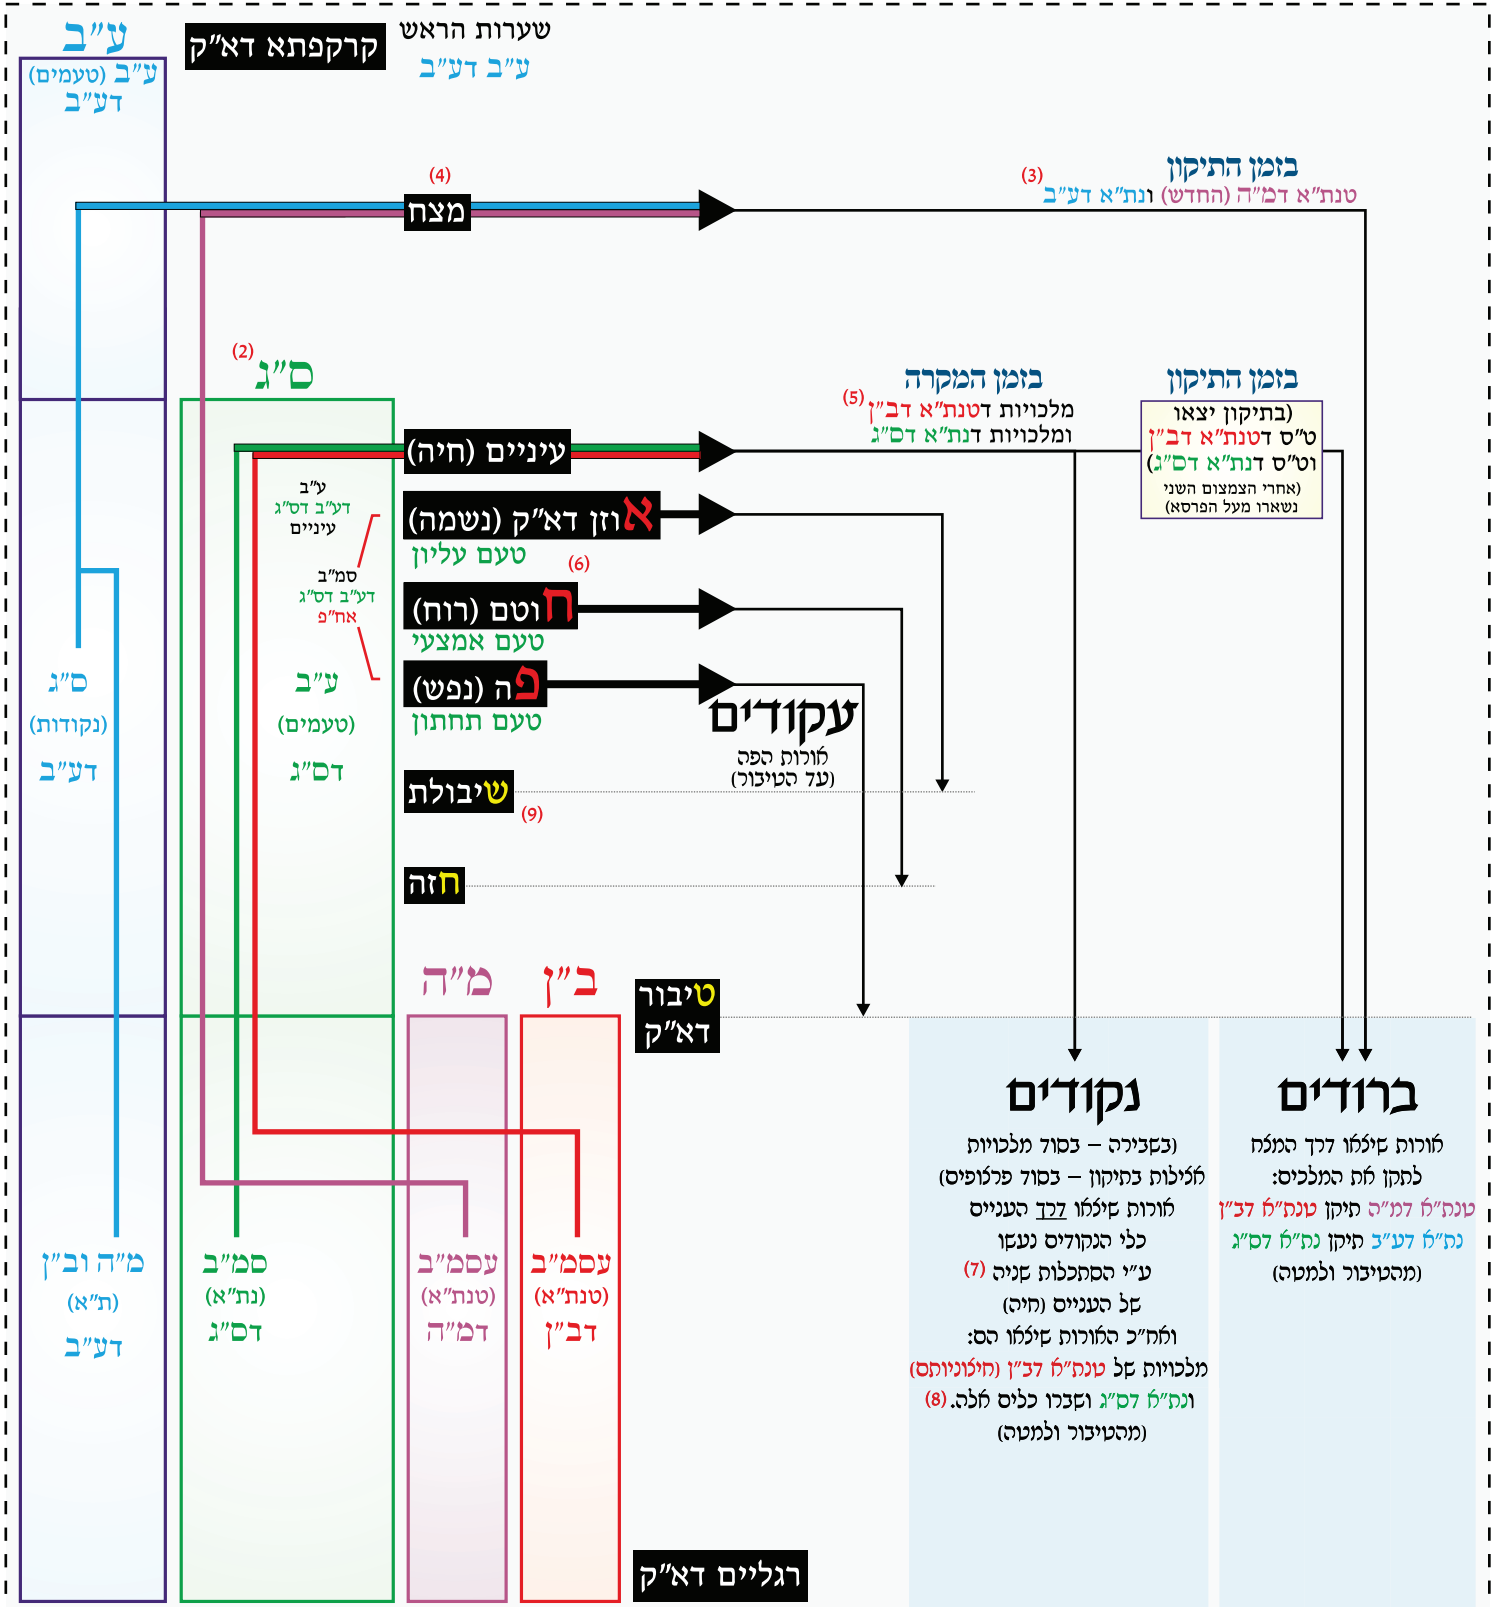 ע״ב
קרקפתא דא״ק
שערות הראש
ע״ב דע״ב
ע״ב (טעמים)
דע״ב
(4)
מצח
בזמן התיקון
(3)
טנת״א דמ״ה (החדש) ונת״א דע״ב
(2)
ס״ג
בזמן המקרה
(5)
מלכויות דטנת״א דב״ן
ומלכויות דנת״א דס״ג
בזמן התיקון
(בתיקון יצאו
ט״ס דטנת״א דב״ן
וט״ס דנת״א דס״ג)
(אחרי הצמצום השני
נשארו מעל הפרסא)
עיניים (חיה)
ע״ב
דע״ב דס״ג
עיניים
אוזן דא״ק (נשמה)
טעם עליון
(6)
סמ״ב
דע״ב דס״ג
אח״פ
חוטם (רוח)
טעם אמצעי
פה (נפש)
טעם תחתון
עקודים
אורות הפה
(עד הטיבור)
ס״ג
(נקודות)
דע״ב
ע״ב
(טעמים)
דס״ג
שיבולת
(9)
חזה
מ״ה
ב״ן
טיבור
דא״ק
נקודים
(בשבירה – בסוד מלכויות
אצילות בתיקון – בסוד פרצופים)
אורות שיצאו דרך העניים
כלי הנקודים נעשו
ע״י הסתכלות שניה (7)
של העניים (חיה)
ואח״כ האורות שיצאו הם:
מלכויות של טנת״א דב״ן (חיצוניותם)
ונת״א דס״ג ושברו כלים אלה. (8)
(מהטיבור ולמטה)
ברודים
אורות שיצאו דרך המצח
לתקן את המלכים:
טנת״א דמ״ה תיקן טנת״א דב״ן
נת״א דע״ב תיקן נת״א דס״ג
(מהטיבור ולמטה)
מ״ה וב״ן
(ת״א)
דע״ב
סמ״ב
(נת״א)
דס״ג
עסמ״ב
(טנת״א)
דמ״ה
עסמ״ב
(טנת״א)
דב״ן
רגליים דא״ק